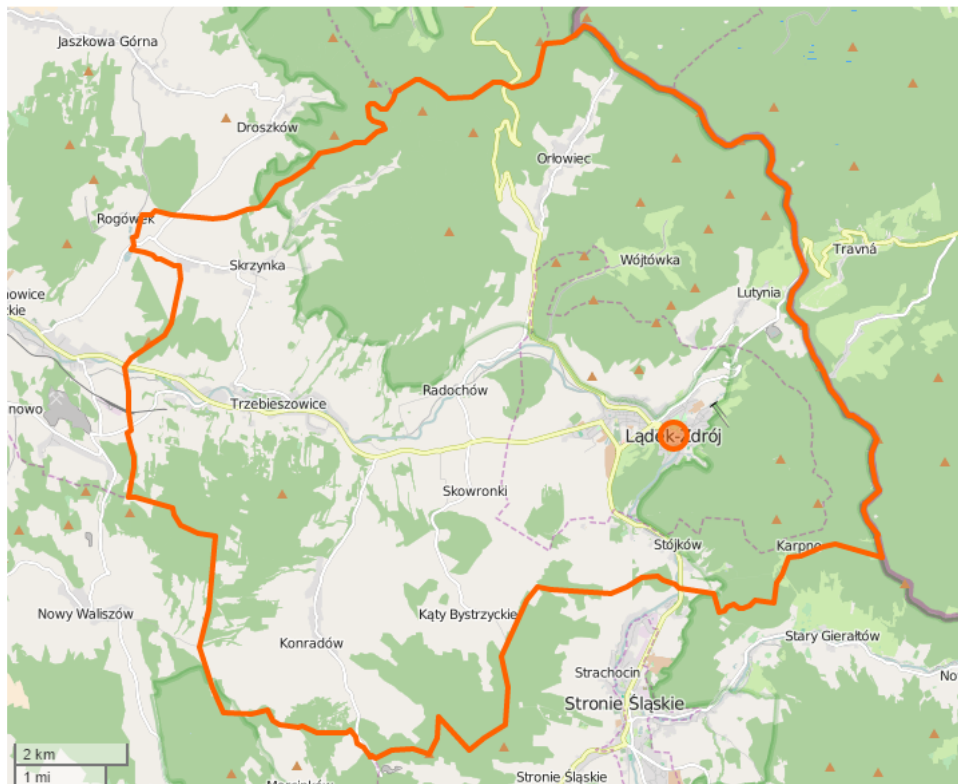 Jaszkowa Górna
Droszków
Orłowiec
Rogówek
Skrzynka
Wójtówka
Travná
Lutynia
Radochów
Trzebieszowice
Lądek-Zdrój
Skowronki
Stójków
Karpno
Nowy Waliszów
Konradów
Kąty Bystrzyckie
Stary Gierałtów
Strachocin
Stronie Śląskie
Stronie Śląskie
2 km
1 mi